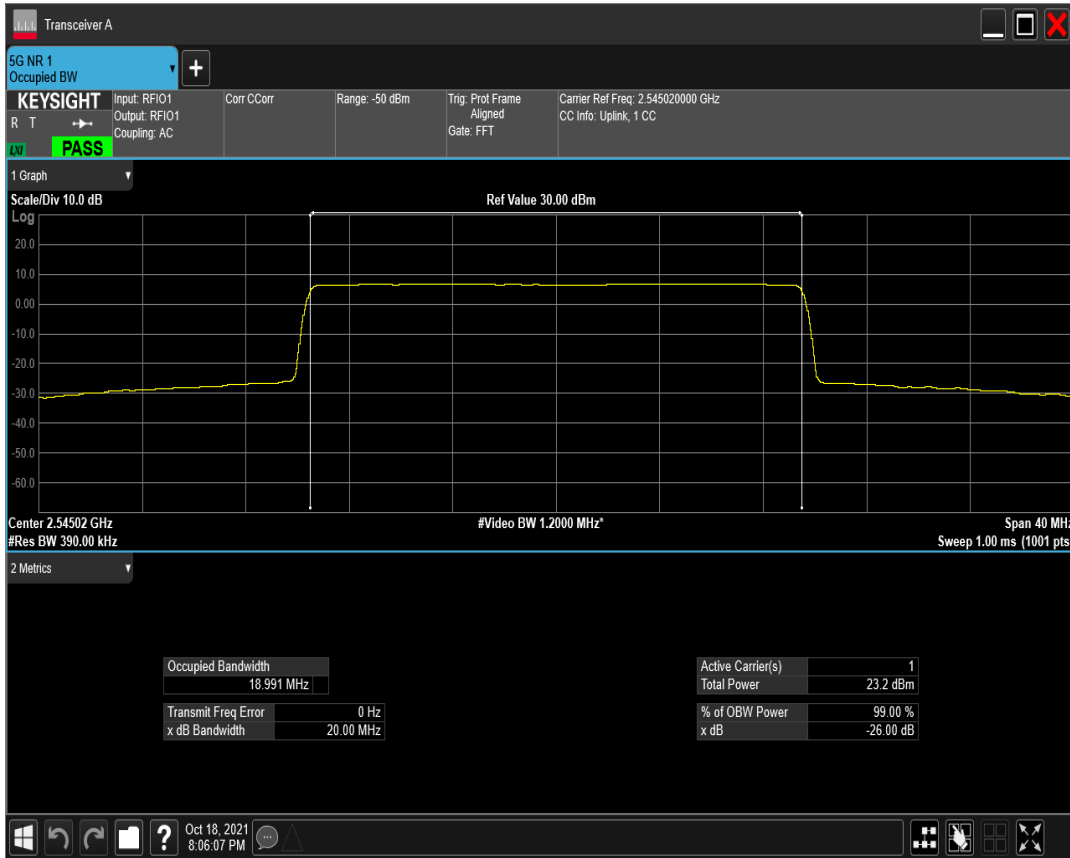 Transceiver A
5G NR 1
Occupied BW
KEYSIGHT
R T
LXI
PASS
Input: RFIO1
Output: RFIO1
Coupling: AC
Corr CCorr
Range: -50 dBm
Trig: Prot Frame
Aligned
Gate: FFT
Carrier Ref Freq: 2.545020000 GHz
CC Info: Uplink, 1 CC
1 Graph
Scale/Div 10.0 dB
Ref Value 30.00 dBm
Log
20.0
10.0
0.00
-10.0
-20.0
-30.0
-40.0
-50.0
-60.0
Center 2.54502 GHz
#Video BW 1.2000 MHz*
Span 40 MHz
#Res BW 390.00 kHz
Sweep 1.00 ms (1001 pts
2 Metrics
Occupied Bandwidth
18.991 MHz
Transmit Freq Error 0 Hz
x dB Bandwidth 20.00 MHz
Active Carrier(s) 1
Total Power 23.2 dBm
% of OBW Power 99.00 %
x dB -26.00 dB
Oct 18, 2021
8:06:07 PM